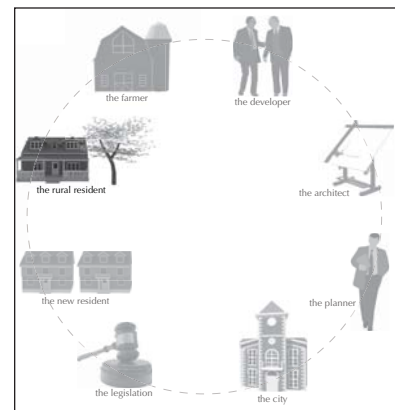 the farmer
the developer
the rural resident
the architect
the new resident
the planner
the legislation
the city